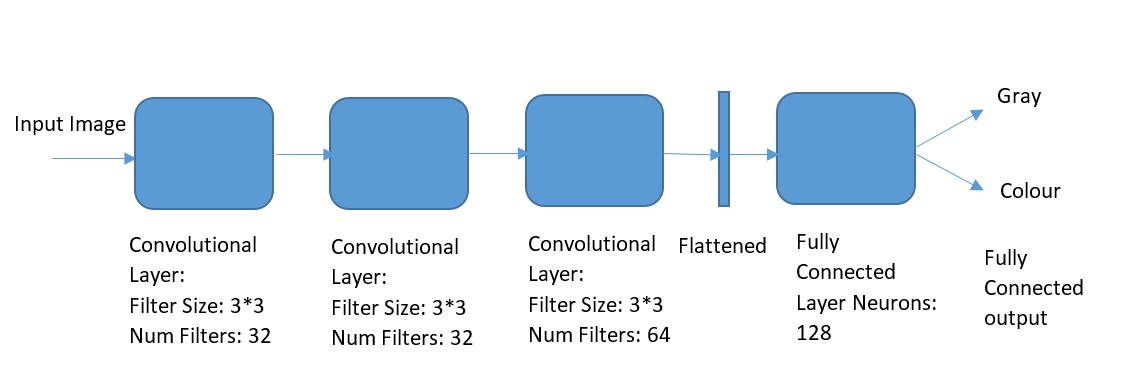 Input Image
Gray
Colour
Convolutional
Layer:
Filter Size: 3*3
Num Filters: 32
Convolutional
Layer:
Filter Size: 3*3
Num Filters: 32
Convolutional
Layer:
Filter Size: 3*3
Num Filters: 64
Flattened
Fully
Connected
Layer Neurons:
128
Fully
Connected
output